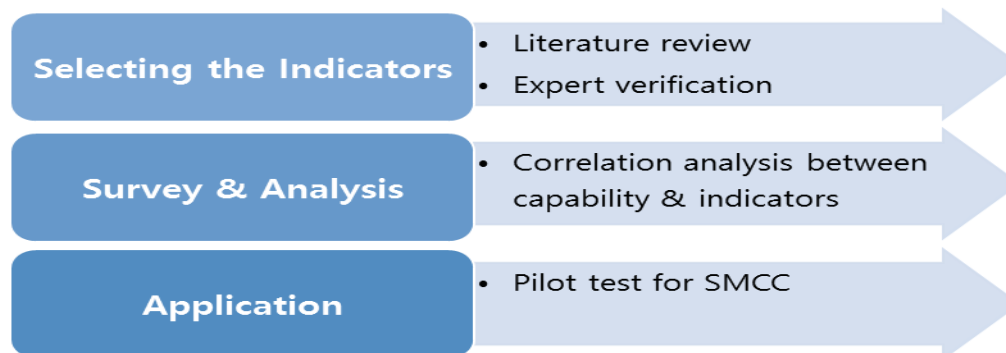 Selecting the Indicators
• Literature review
• Expert verification
Survey & Analysis
• Correlation analysis between
capability & indicators
Application
• Pilot test for SMCC